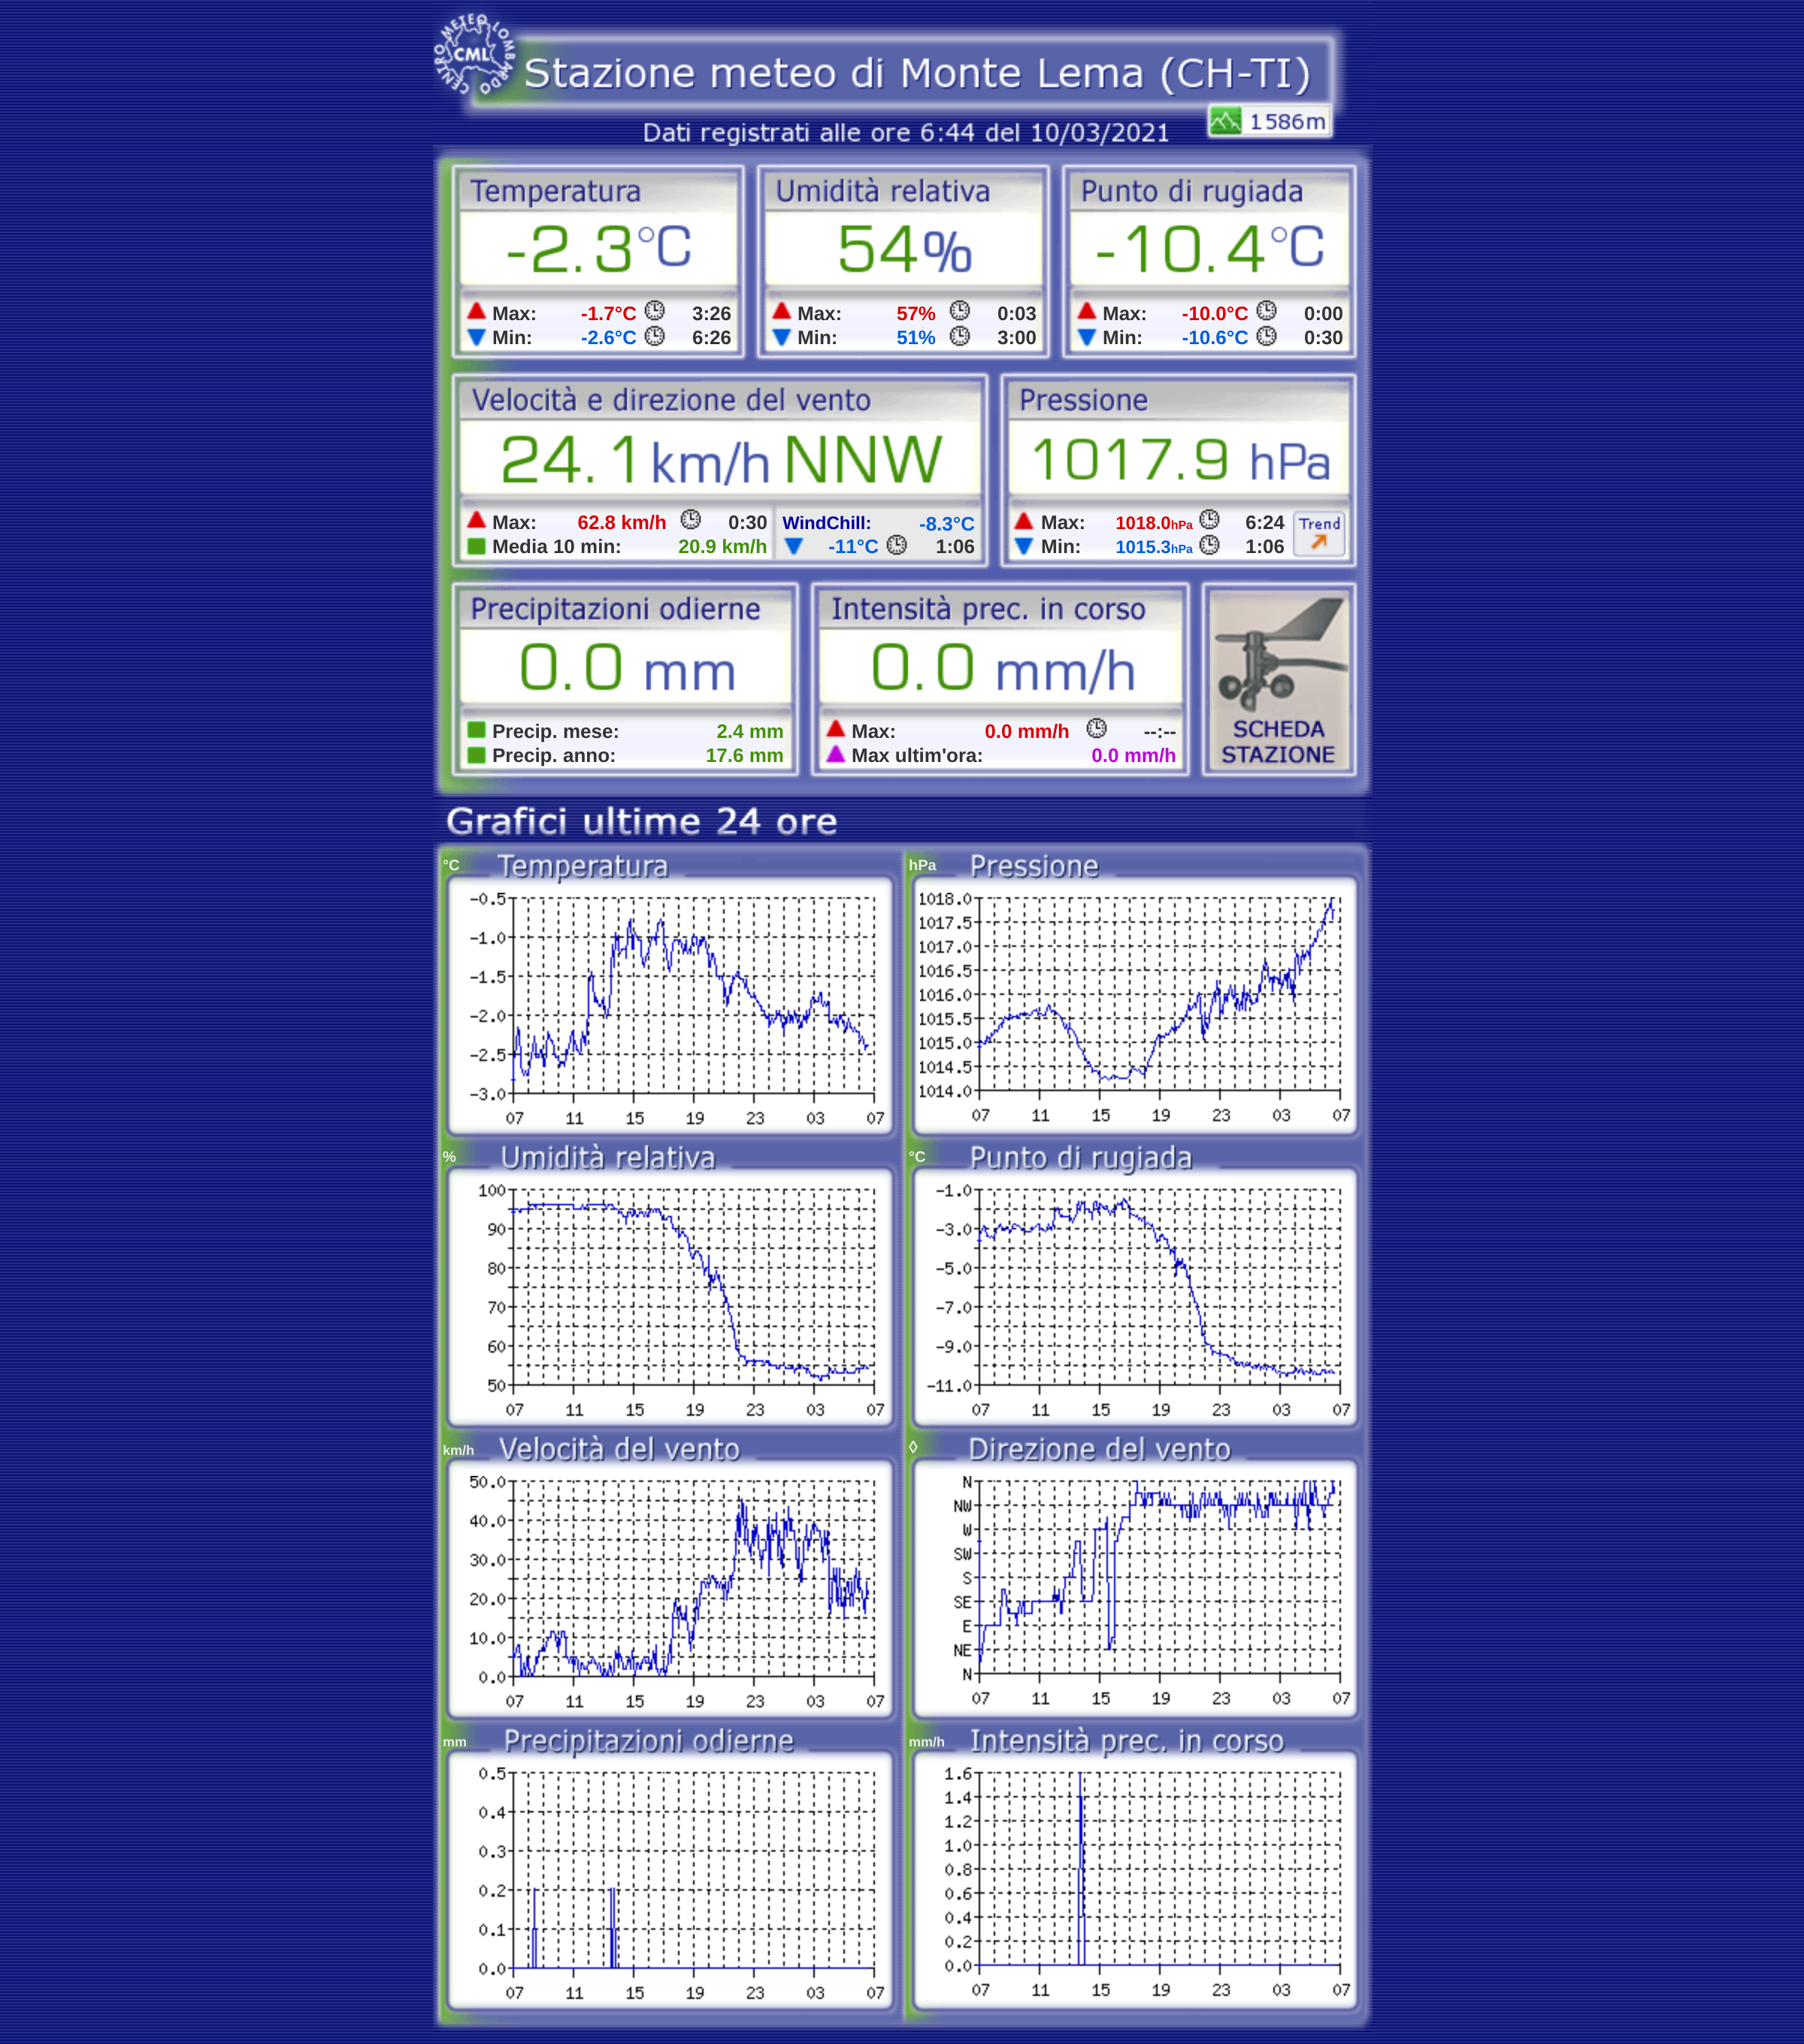 CENTRO METEO LOMBARDO
CML
Stazione meteo di Monte Lema (CH-TI)
1586m
Dati registrati alle ore 6:44 del 10/03/2021
Temperatura
-2.3°C
Max: -1.7°C 3:26
Min: -2.6°C 6:26
Umidità relativa
54%
Max: 57% 0:03
Min: 51% 3:00
Punto di rugiada
-10.4°C
Max: -10.0°C 0:00
Min: -10.6°C 0:30
Velocità e direzione del vento
24.1 km/h NNW
Max: 62.8 km/h 0:30
Media 10 min: 20.9 km/h
WindChill: -8.3°C
-11°C 1:06
Pressione
1017.9 hPa
Max: 1018.0hPa 6:24
Min: 1015.3hPa 1:06
Trend
Precipitazioni odierne
0.0 mm
Precip. mese: 2.4 mm
Precip. anno: 17.6 mm
Intensità prec. in corso
0.0 mm/h
Max: 0.0 mm/h --:--
Max ultim'ora: 0.0 mm/h
SCHEDA
STAZIONE
Grafici ultime 24 ore
°C Temperatura
-0.5
-1.0
-1.5
-2.0
-2.5
-3.0
07 11 15 19 23 03 07
hPa Pressione
1018.0
1017.5
1017.0
1016.5
1016.0
1015.5
1015.0
1014.5
1014.0
07 11 15 19 23 03 07
% Umidità relativa
100
90
80
70
60
50
07 11 15 19 23 03 07
°C Punto di rugiada
-1.0
-3.0
-5.0
-7.0
-9.0
-11.0
07 11 15 19 23 03 07
km/h Velocità del vento
50.0
40.0
30.0
20.0
10.0
0.0
07 11 15 19 23 03 07
◊ Direzione del vento
N
NW
W
SW
S
SE
E
NE
N
07 11 15 19 23 03 07
mm Precipitazioni odierne
0.5
0.4
0.3
0.2
0.1
0.0
07 11 15 19 23 03 07
mm/h Intensità prec. in corso
1.6
1.4
1.2
1.0
0.8
0.6
0.4
0.2
0.0
07 11 15 19 23 03 07